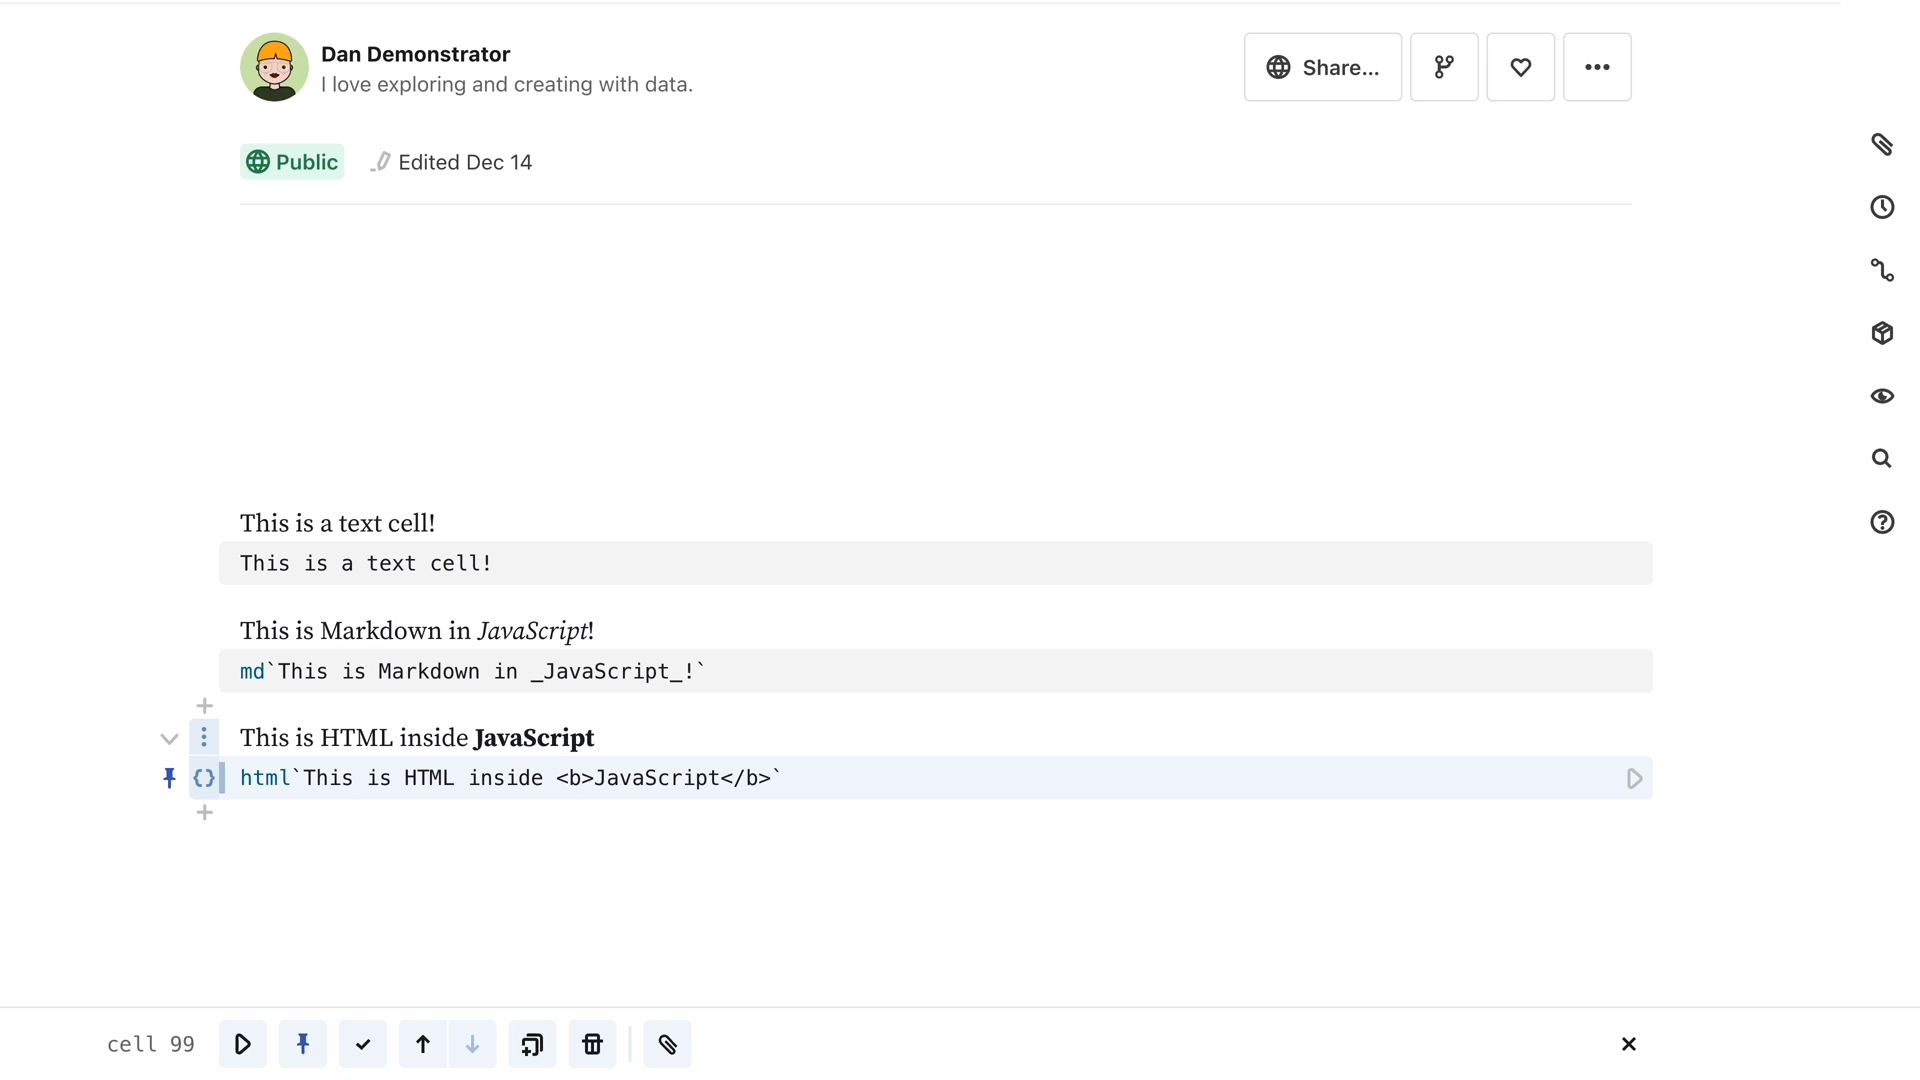 Dan Demonstrator
I love exploring and creating with data.
Share...
Public
Edited Dec 14
This is a text cell!
This is a text cell!
This is Markdown in JavaScript!
md`This is Markdown in _JavaScript_!`
This is HTML inside JavaScript
html`This is HTML inside <b>JavaScript</b>`
cell 99